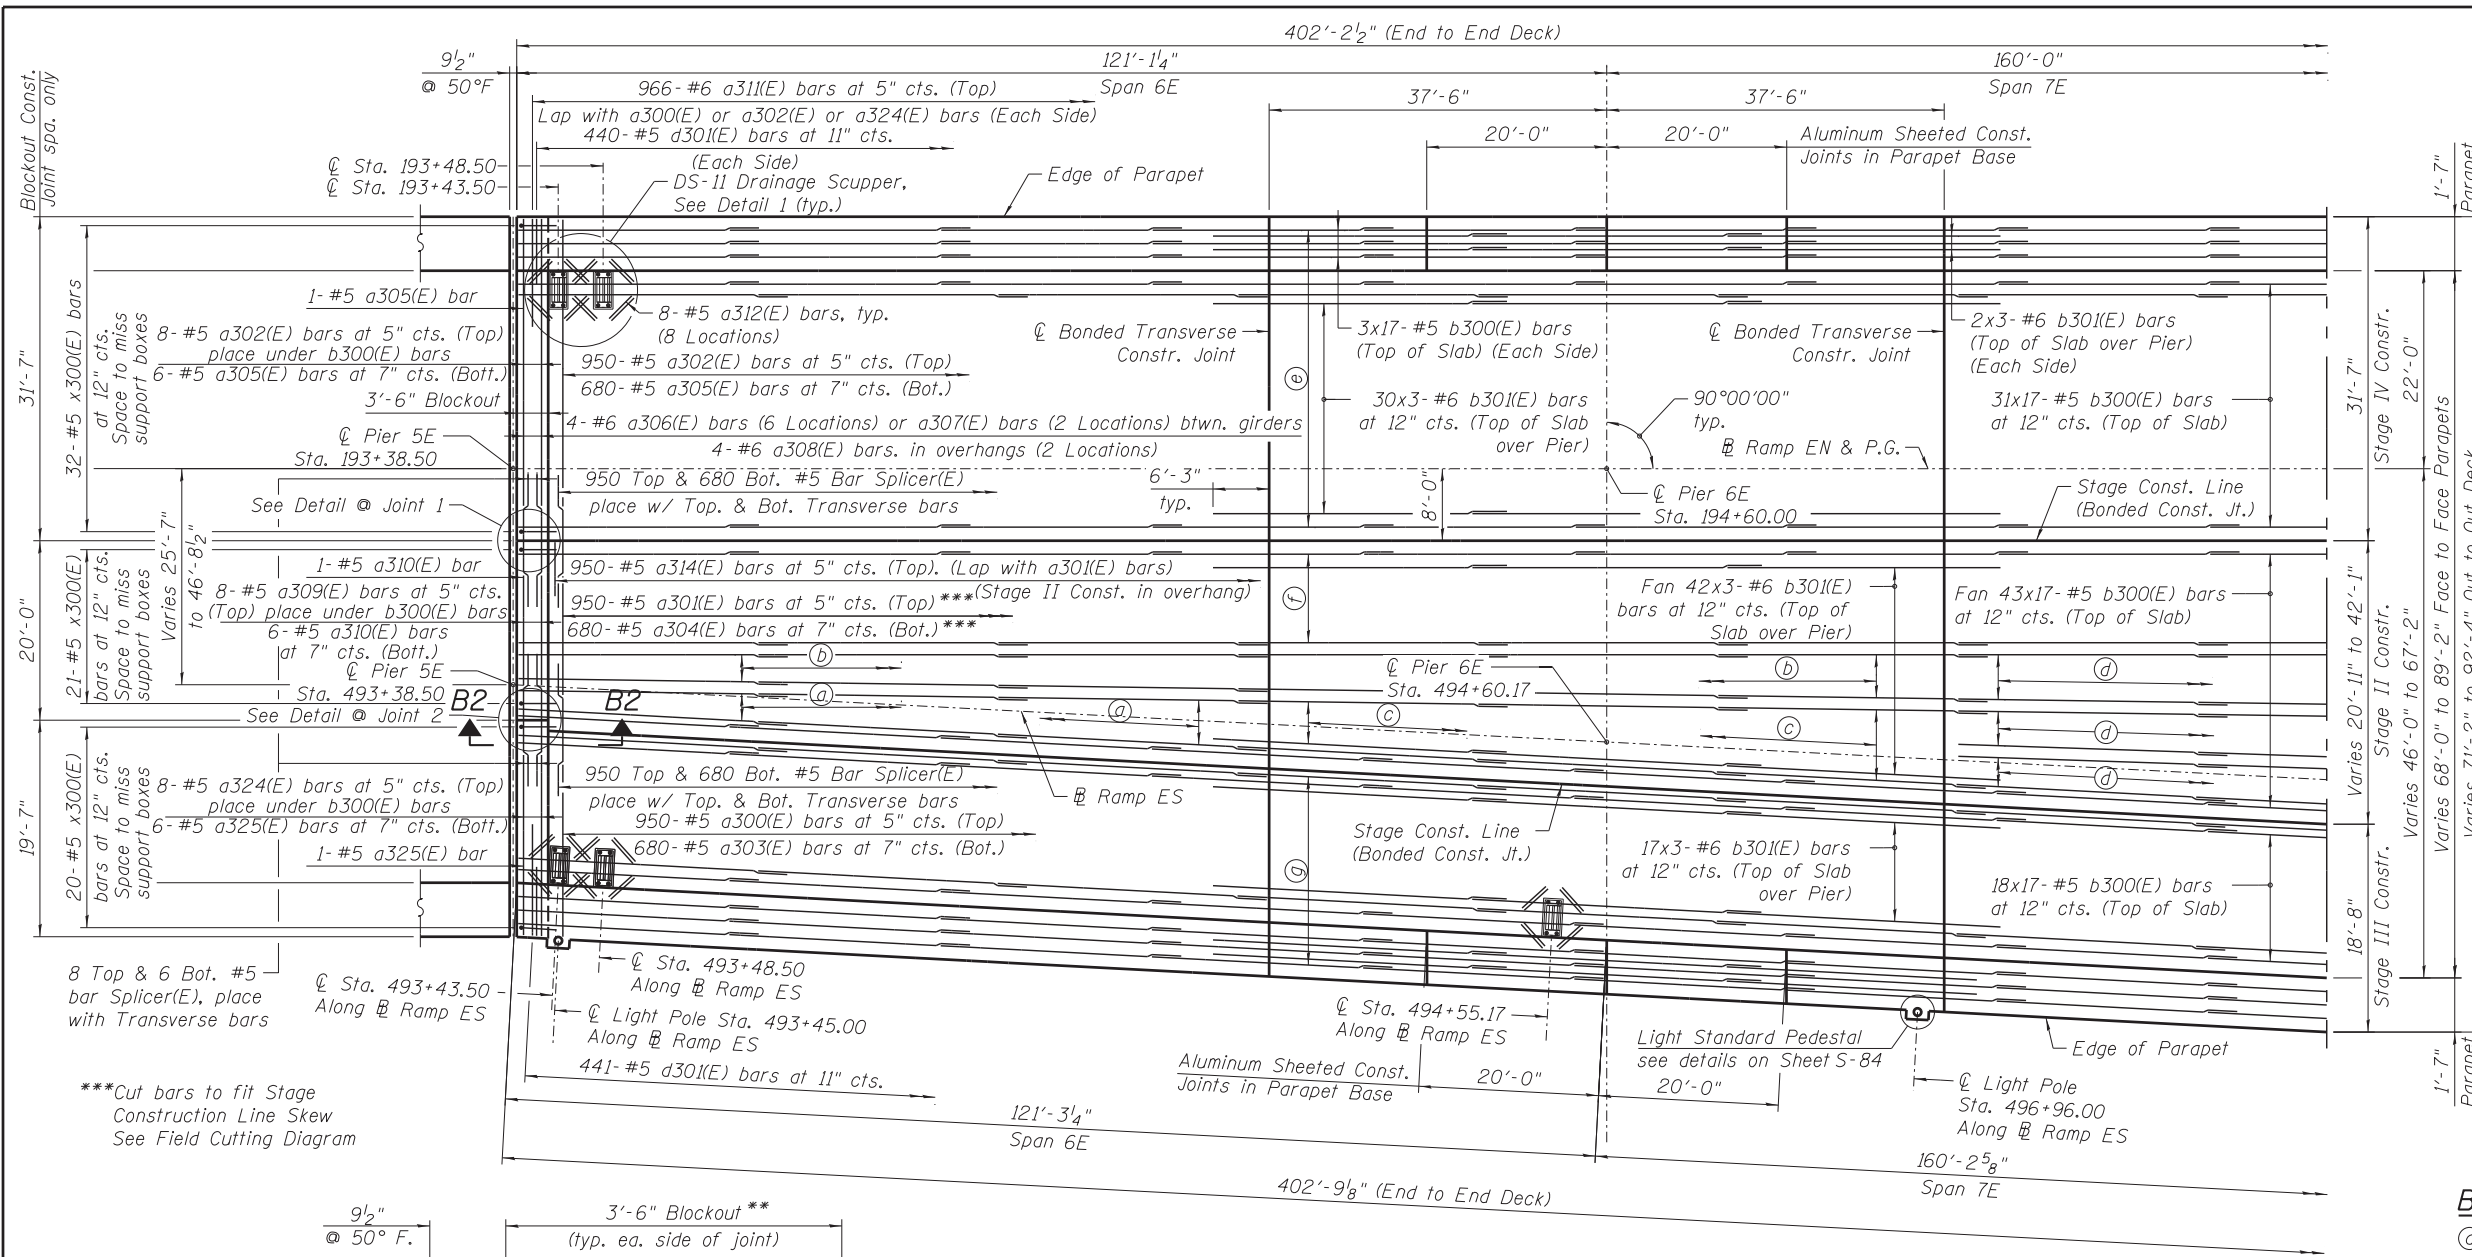 402'-2 1/2" (End to End Deck)
9 1/2"
@ 50°F
121'-1 1/4"
Span 6E
160'-0"
Span 7E
Blockout Const.
Joint spa. only
966-#6 a311(E) bars at 5" cts. (Top)
Lap with a300(E) or a302(E) or a324(E) bars (Each Side)
440-#5 d301(E) bars at 11" cts.
(Each Side)
37'-6"
37'-6"
20'-0"
20'-0"
Aluminum Sheeted Const.
Joints in Parapet Base
℄ Sta. 193+48.50
℄ Sta. 193+43.50
DS-11 Drainage Scupper,
See Detail 1 (typ.)
Edge of Parapet
1'-7"
Parapet
31'-7"
32-#5 x300(E) bars
at 12" cts.
Space to miss
support boxes
1-#5 a305(E) bar
8-#5 a302(E) bars at 5" cts. (Top)
place under b300(E) bars
6-#5 a305(E) bars at 7" cts. (Bott.)
8-#5 a312(E) bars, typ.
(8 Locations)
950-#5 a302(E) bars at 5" cts. (Top)
680-#5 a305(E) bars at 7" cts. (Bot.)
3'-6" Blockout
4-#6 a306(E) bars (6 Locations) or a307(E) bars (2 Locations) btwn. girders
4-#6 a308(E) bars. in overhangs (2 Locations)
℄ Bonded Transverse
Constr. Joint
3x17-#5 b300(E) bars
(Top of Slab) (Each Side)
℄ Bonded Transverse
Constr. Joint
2x3-#6 b301(E) bars
(Top of Slab over Pier)
(Each Side)
e
30x3-#6 b301(E) bars
at 12" cts. (Top of Slab
over Pier)
90°00'00"
typ.
31x17-#5 b300(E) bars
at 12" cts. (Top of Slab)
31'-7"
Stage IV Constr.
22'-0"
℄ Pier 5E
Sta. 193+38.50
℄ Ramp EN & P.G.
950 Top & 680 Bot. #5 Bar Splicer(E)
place w/ Top. & Bot. Transverse bars
6'-3"
typ.
8'-0"
℄ Pier 6E
Sta. 194+60.00
Stage Const. Line
(Bonded Const. Jt.)
See Detail @ Joint 1
Varies 25'-7"
to 46'-8 1/2"
20'-0"
21-#5 x300(E)
bars at 12" cts.
Space to miss
support boxes
1-#5 a310(E) bar
8-#5 a309(E) bars at 5" cts.
(Top) place under b300(E) bars
6-#5 a310(E) bars
at 7" cts. (Bott.)
950-#5 a314(E) bars at 5" cts. (Top). (Lap with a301(E) bars)
(Stage II Const. in overhang)
950-#5 a301(E) bars at 5" cts. (Top)***
680-#5 a304(E) bars at 7" cts. (Bot.)***
f
Fan 42x3-#6 b301(E)
bars at 12" cts. (Top of
Slab over Pier)
Fan 43x17-#5 b300(E) bars
at 12" cts. (Top of Slab)
Varies 20'-11" to 42'-1"
Stage II Constr.
Varies 46'-0" to 67'-2"
Varies 68'-0" to 89'-2" Face to Face Parapets
Varies 71'-2" to 92'-4" Out to Out Deck
℄ Pier 5E
Sta. 493+38.50
See Detail @ Joint 2
B2
B2
b
a
a
c
℄ Pier 6E
Sta. 494+60.17
b
c
d
d
d
19'-7"
20-#5 x300(E)
bars at 12" cts.
Space to miss
support boxes
8-#5 a324(E) bars at 5" cts. (Top)
place under b300(E) bars
6-#5 a325(E) bars at 7" cts. (Bott.)
1-#5 a325(E) bar
950 Top & 680 Bot. #5 Bar Splicer(E)
place w/ Top. & Bot. Transverse bars
950-#5 a300(E) bars at 5" cts. (Top)
680-#5 a303(E) bars at 7" cts. (Bot.)
℄ Ramp ES
Stage Const. Line
(Bonded Const. Jt.)
g
17x3-#6 b301(E) bars
at 12" cts. (Top of Slab
over Pier)
18x17-#5 b300(E) bars
at 12" cts. (Top of Slab)
18'-8"
Stage III Constr.
8 Top & 6 Bot. #5
bar Splicer(E), place
with Transverse bars
℄ Sta. 493+43.50
Along ℄ Ramp ES
℄ Sta. 493+48.50
Along ℄ Ramp ES
℄ Light Pole Sta. 493+45.00
Along ℄ Ramp ES
441-#5 d301(E) bars at 11" cts.
℄ Sta. 494+55.17
Along ℄ Ramp ES
Aluminum Sheeted Const.
Joints in Parapet Base
20'-0"
20'-0"
Light Standard Pedestal
see details on Sheet S-84
Edge of Parapet
℄ Light Pole
Sta. 496+96.00
Along ℄ Ramp ES
1'-7"
Parapet
***Cut bars to fit Stage
Construction Line Skew
See Field Cutting Diagram
121'-3 1/4"
Span 6E
160'-2 5/8"
Span 7E
402'-9 1/8" (End to End Deck)
9 1/2"
@ 50° F.
3'-6" Blockout **
(typ. ea. side of joint)